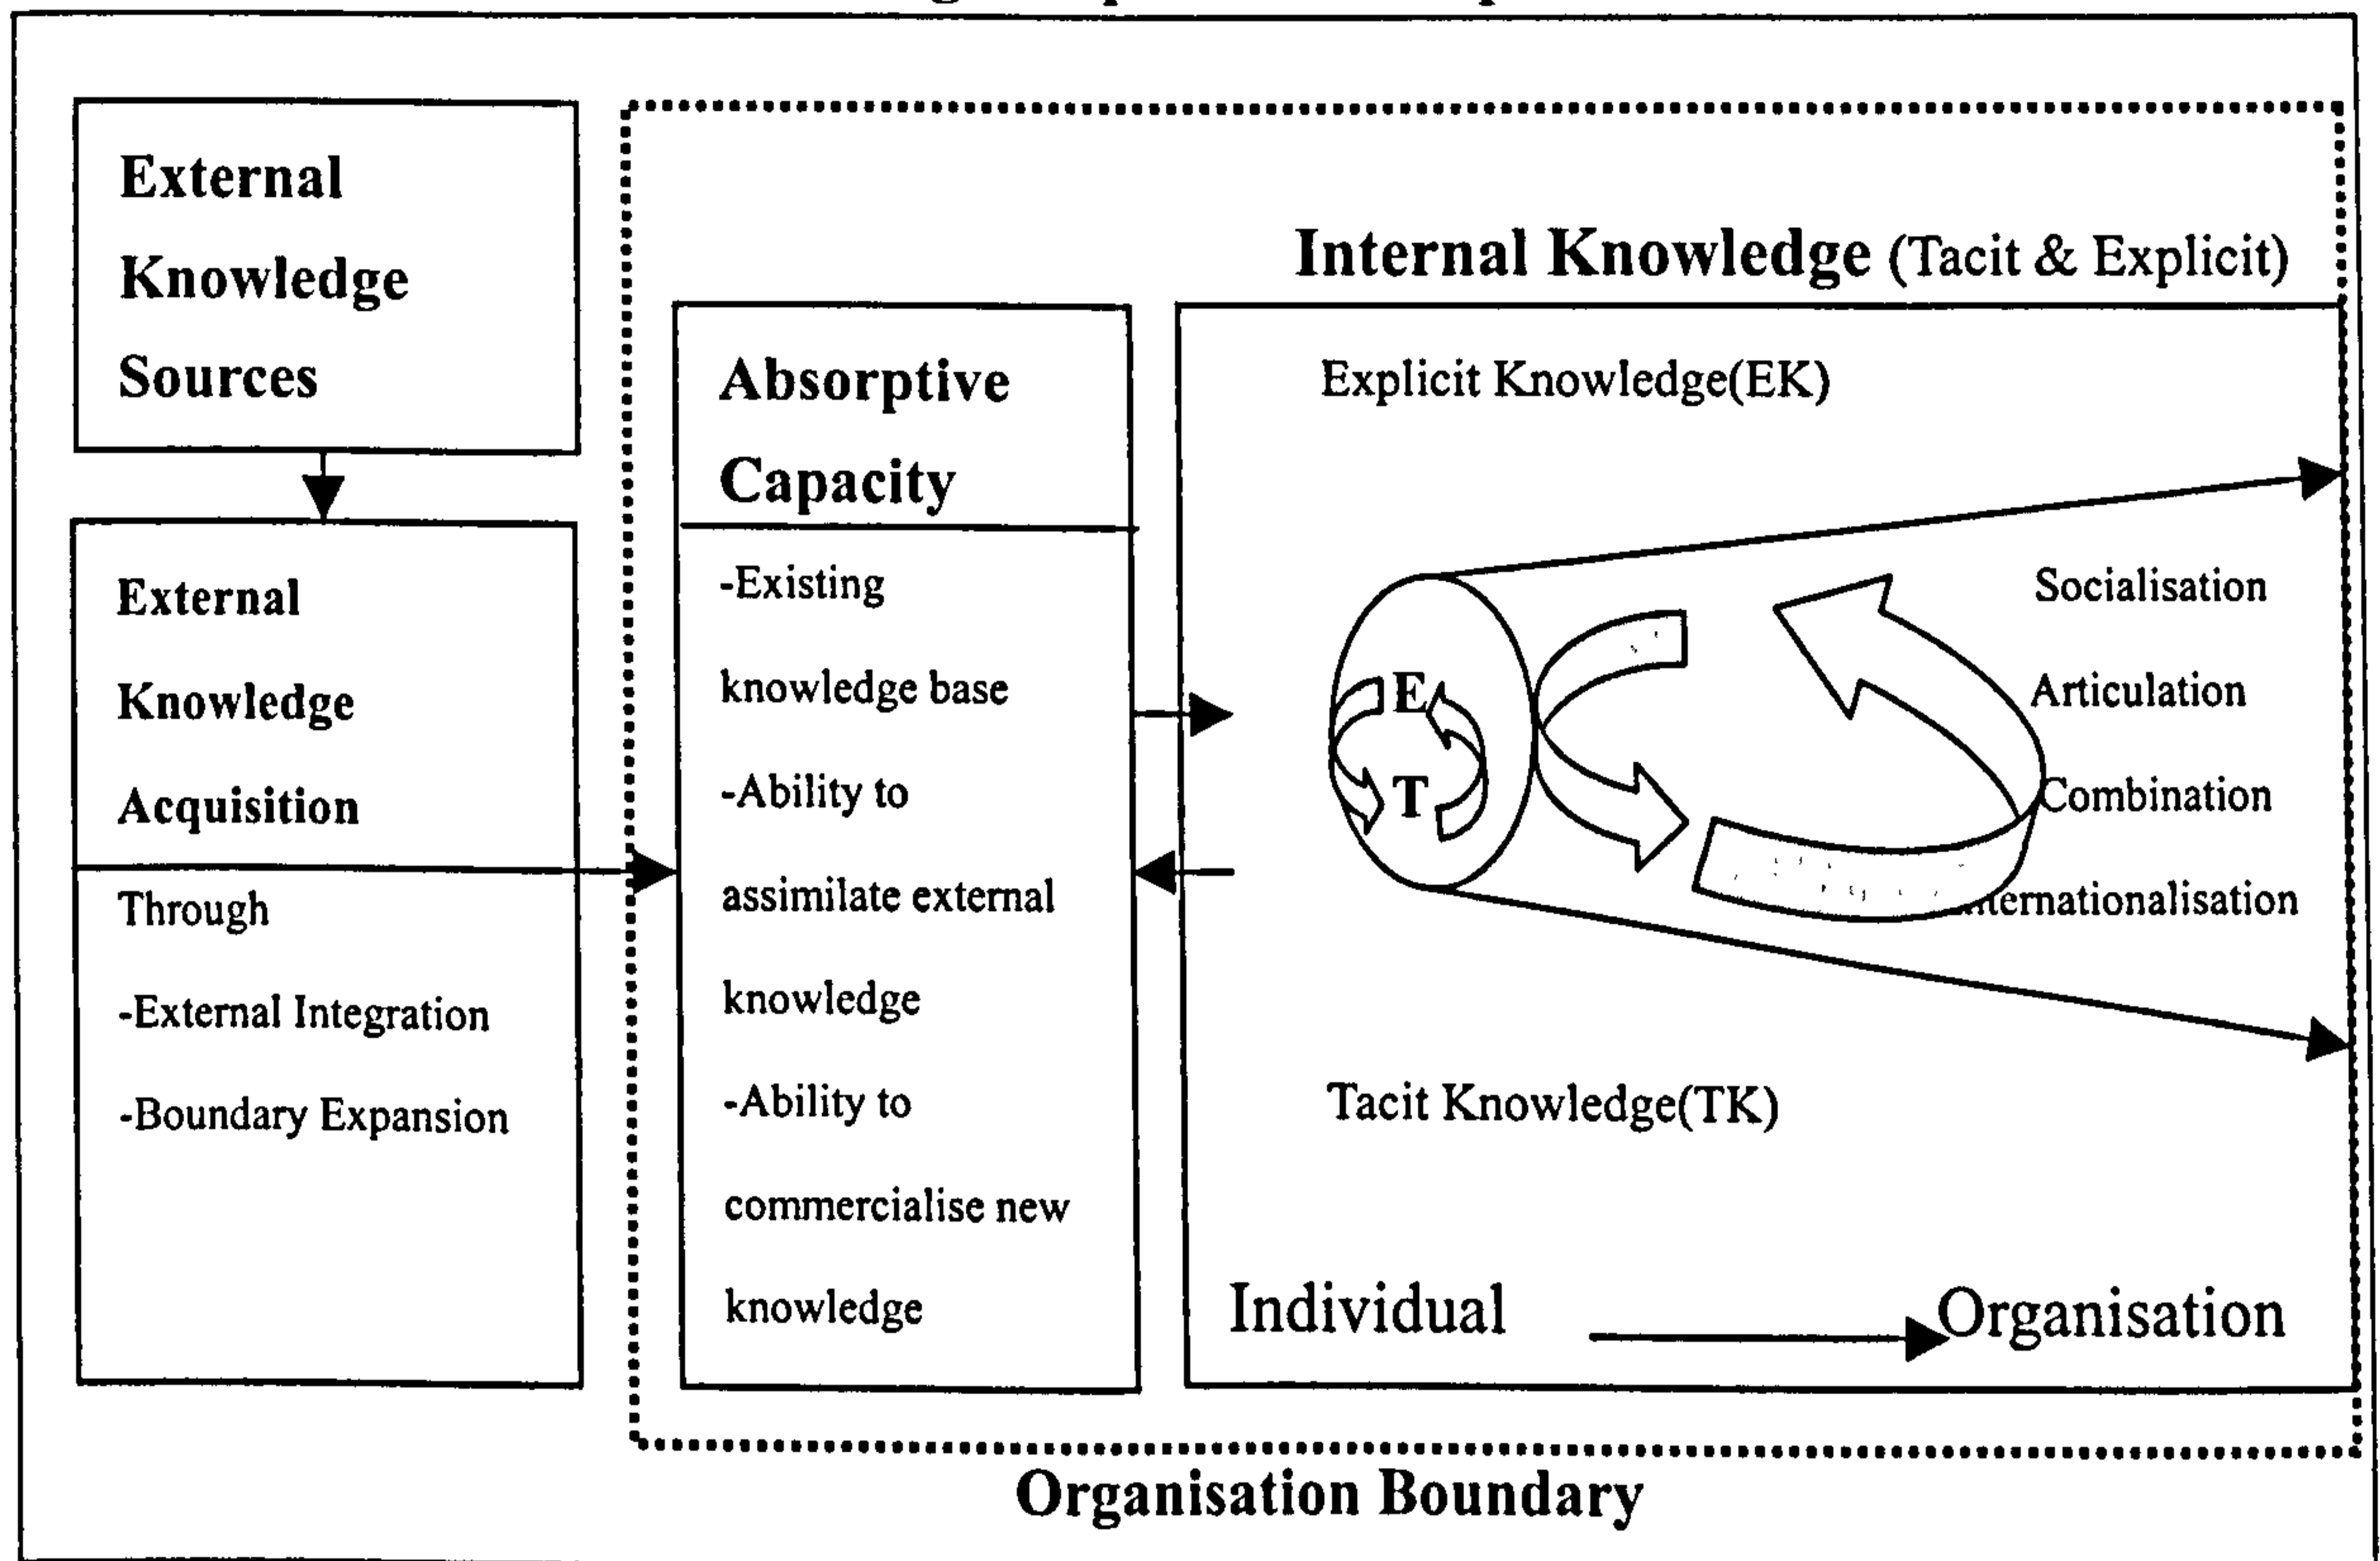 External
Knowledge
Sources
External
Knowledge
Acquisition
Through
-External Integration
-Boundary Expansion
Absorptive
Capacity
-Existing
knowledge base
-Ability to
assimilate external
knowledge
-Ability to
commercialise new
knowledge
Internal Knowledge (Tacit & Explicit)
Explicit Knowledge(EK)
E
T
Socialisation
Articulation
Combination
Tacit Knowledge(TK)
Individual
Organisation
Organisation Boundary